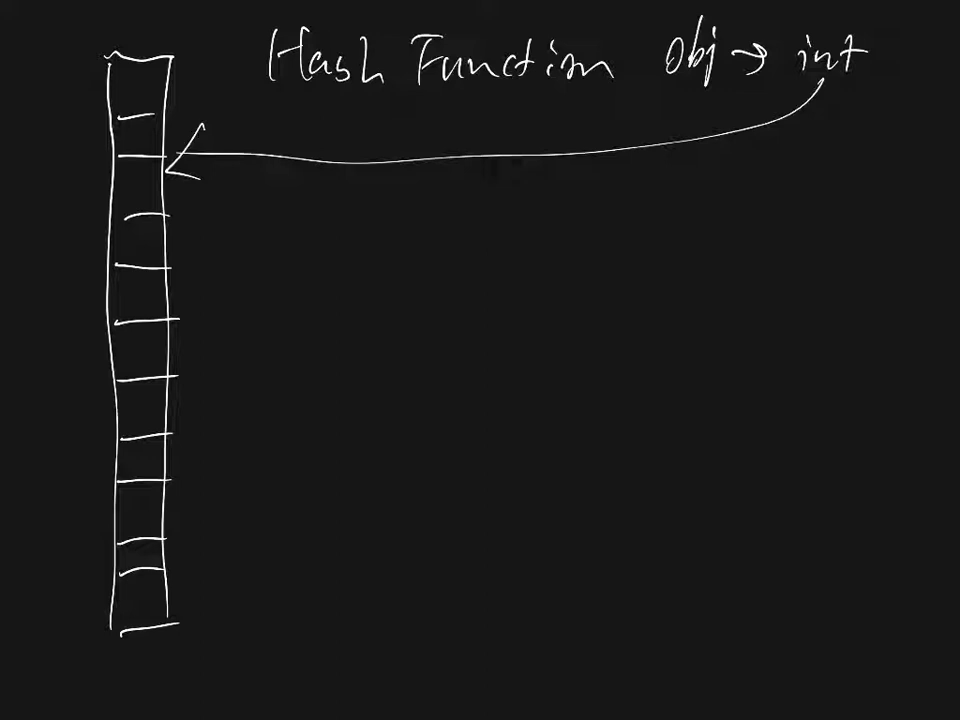 Hash Function Obj → int